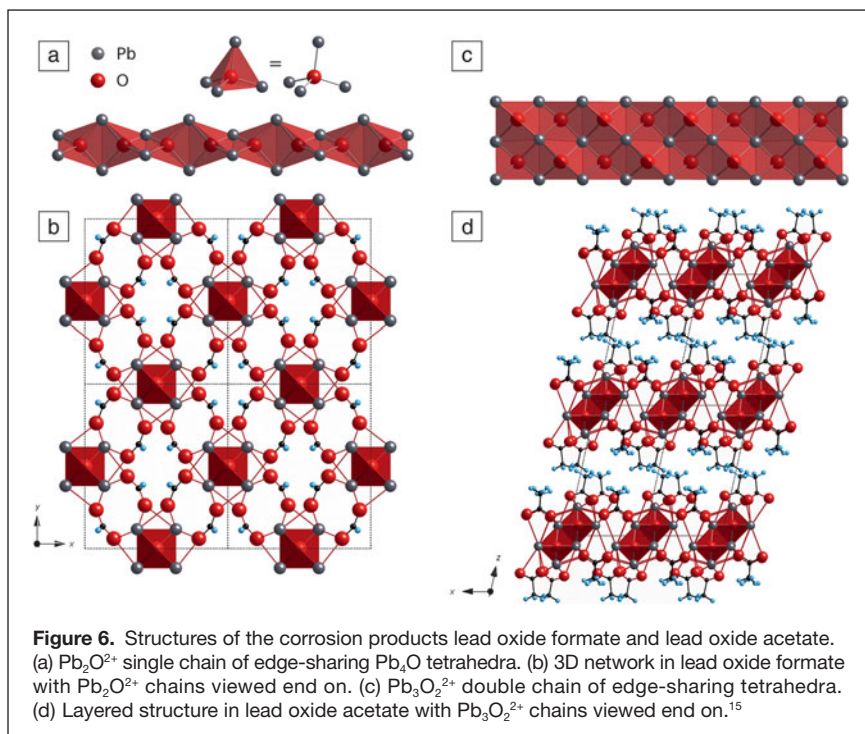 a
Pb
O
=
c
b
y
x
d
z
x
Figure 6. Structures of the corrosion products lead oxide formate and lead oxide acetate.
(a) Pb₂O²⁺ single chain of edge-sharing Pb₄O tetrahedra. (b) 3D network in lead oxide formate
with Pb₂O²⁺ chains viewed end on. (c) Pb₃O₂²⁺ double chain of edge-sharing tetrahedra.
(d) Layered structure in lead oxide acetate with Pb₃O₂²⁺ chains viewed end on.¹⁵